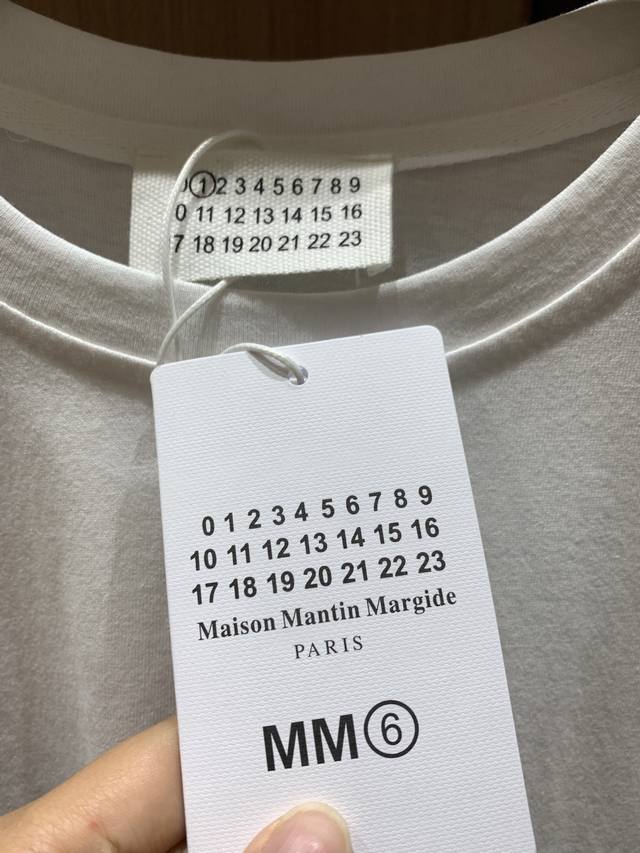 1 2 3 4 5 6 7 8 9
0 11 12 13 14 15 16
7 18 19 20 21 22 23
0 1 2 3 4 5 6 7 8 9
10 11 12 13 14 15 16
17 18 19 20 21 22 23
Maison Mantin Margide
PARIS
MM6